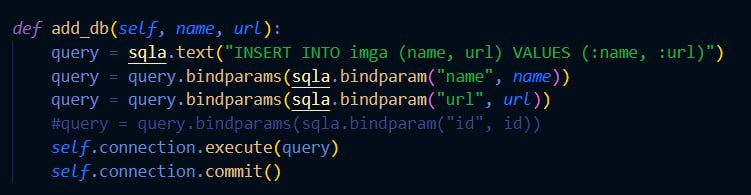 def add_db(self, name, url):
    query = sqla.text("INSERT INTO imga (name, url) VALUES (:name, :url)")
    query = query.bindparams(sqla.bindparam("name", name))
    query = query.bindparams(sqla.bindparam("url", url))
    #query = query.bindparams(sqla.bindparam("id", id))
    self.connection.execute(query)
    self.connection.commit()